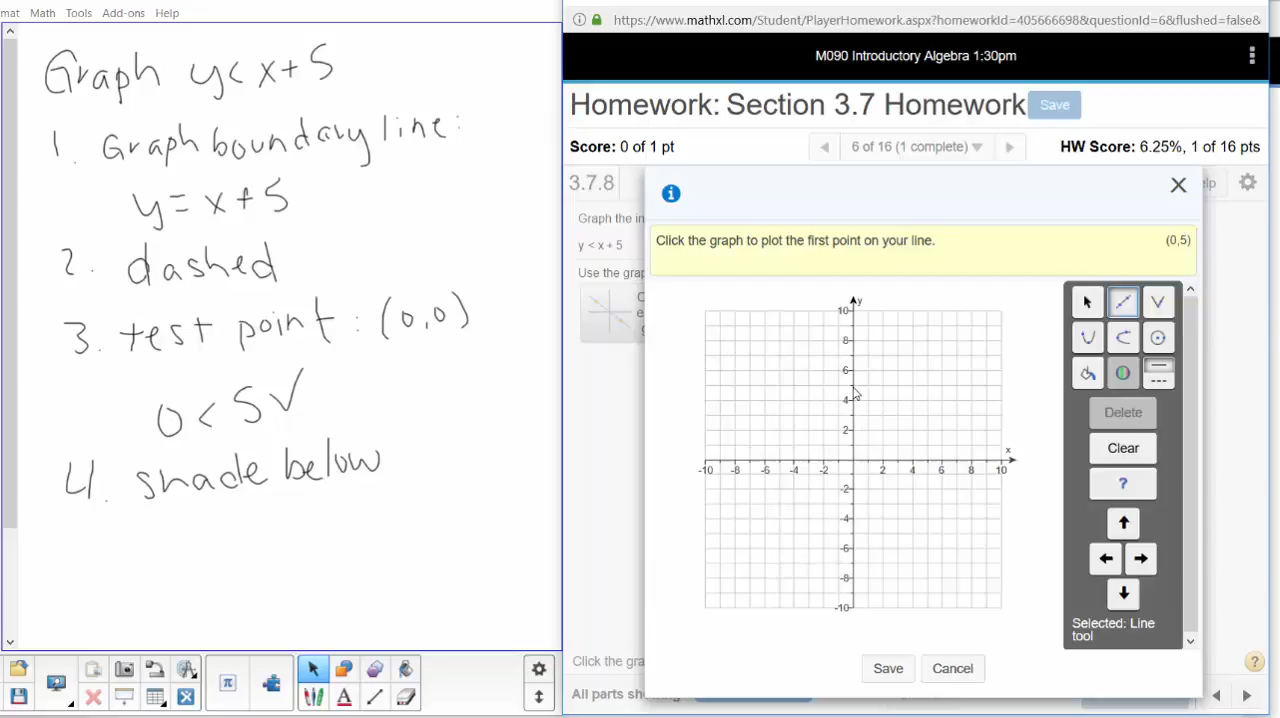 mat Math Tools Add-ons Help
https://www.mathxl.com/Student/PlayerHomework.aspx?homeworkId=405666698&questionId=6&flushed=false&
M090 Introductory Algebra 1:30pm
Homework: Section 3.7 Homework Save
Score: 0 of 1 pt 6 of 16 (1 complete) HW Score: 6.25%, 1 of 16 pts
3.7.8
Graph the in
y < x + 5
Use the grap
Click the graph to plot the first point on your line. (0,5)
Graph y < x + 5
1. Graph boundary line:
y = x + 5
2. dashed
3. test point: (0,0)
0 < 5 ✓
4. shade below
y
10
8
6
4
2
x
-10 -8 -6 -4 -2 2 4 6 8 10
-2
-4
-6
-8
-10
Delete
Clear
?
Selected: Line
tool
Save Cancel
Click the gra
All parts sh
?
π
A